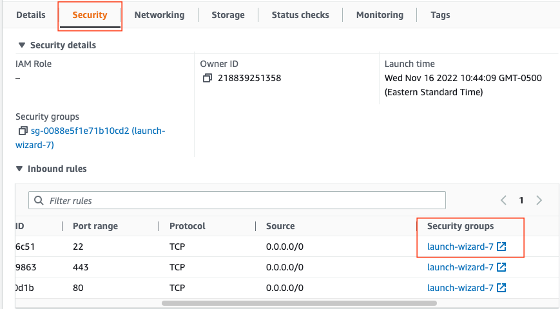 Details Security Networking Storage Status checks Monitoring Tags
Security details
IAM Role Owner ID Launch time
– 218839251358 Wed Nov 16 2022 10:44:09 GMT-0500
(Eastern Standard Time)
Security groups
sg-0088e5f1e71b10cd2 (launch-
wizard-7)
Inbound rules
Filter rules 1
ID Port range Protocol Source Security groups
6c51 22 TCP 0.0.0.0/0 launch-wizard-7
9863 443 TCP 0.0.0.0/0 launch-wizard-7
0d1b 80 TCP 0.0.0.0/0 launch-wizard-7